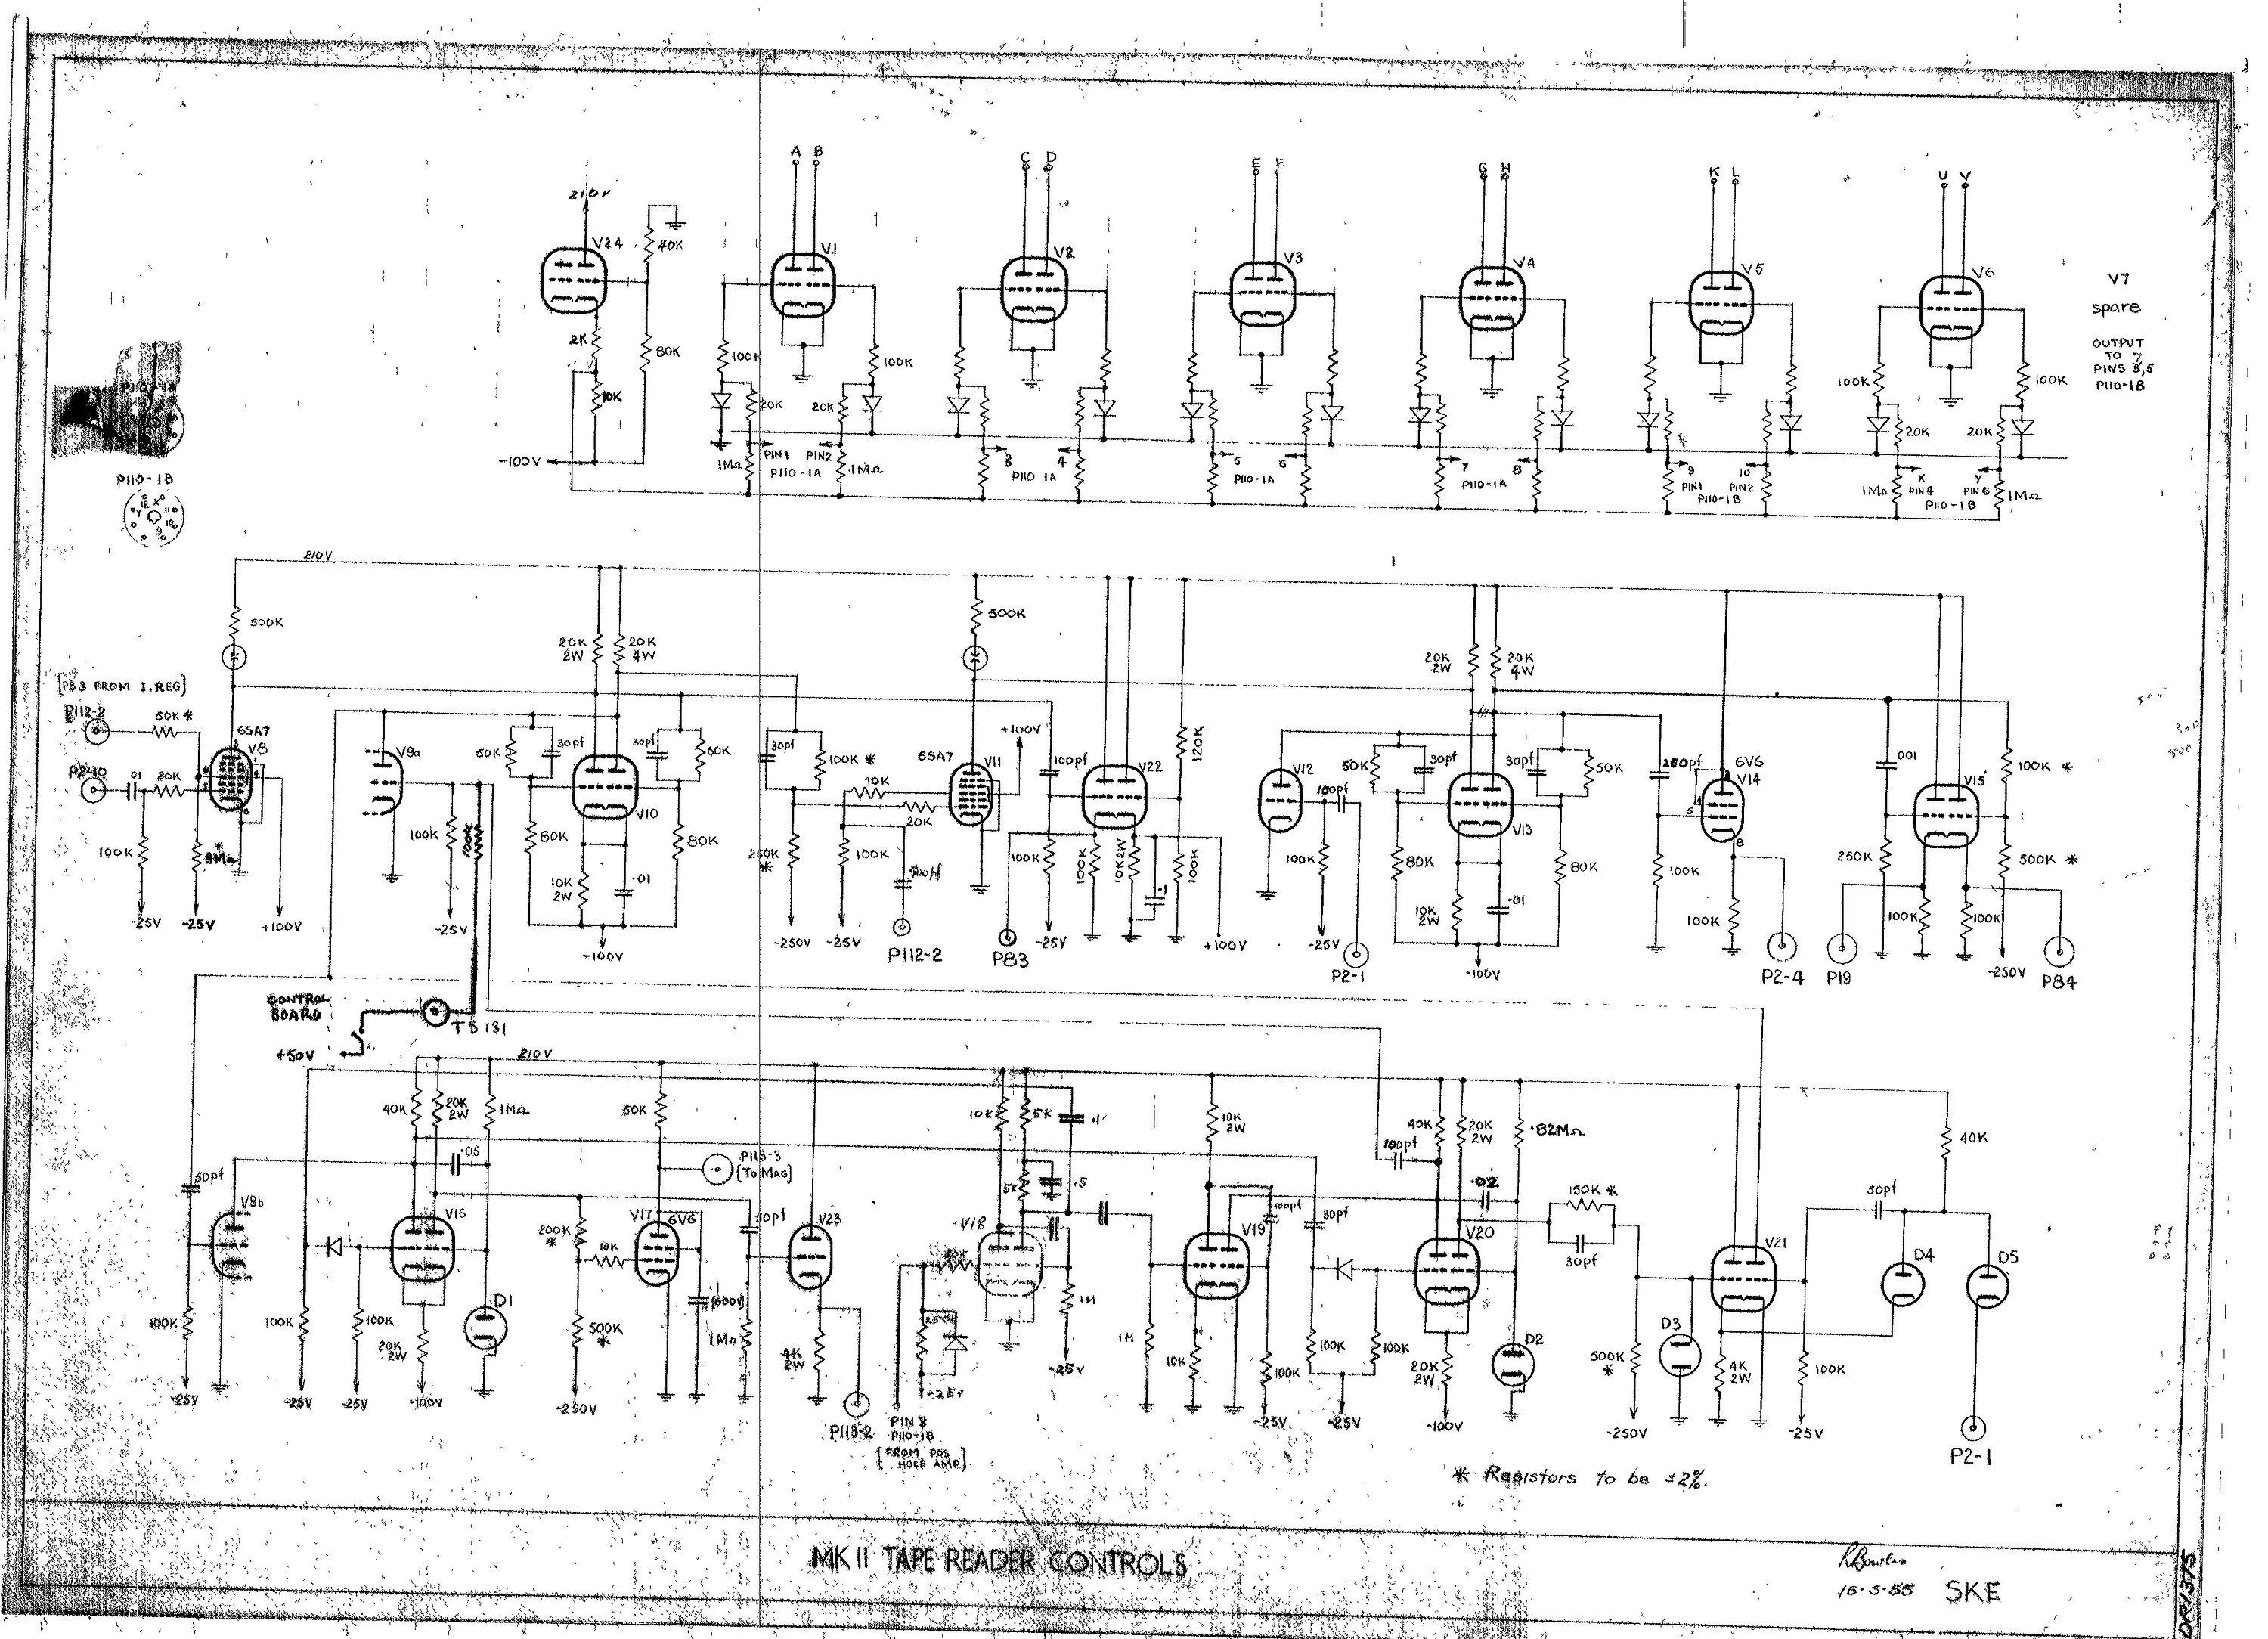 A B
C D
E F
G H
K L
U V
210V
V24
40K
V1
V2
V3
V4
V5
V6
V7
spare
OUTPUT
TO 7,
PINS 8,5
P110-1B
2K
80K
10K
-100V
100K
100K
20K
20K
1MΩ
PIN1 PIN2
P110-1A
1MΩ
3
4
P110 1A
5
6
P110-1A
7
8
P110-1A
9
10
PIN1 PIN2
P110-1B
100K
100K
20K
20K
X
Y
1MΩ
PIN4 PIN6
P110-1B
1MΩ
P110-1B
210V
500K
[P33 FROM I.REG]
P112-2
50K *
6SA7
V8
P2-10
.01
20K
100K
-25V
*
-25V
+100V
V9a
100K
100K
-25V
20K
2W
20K
4W
50K
30pf
30pf
50K
V10
80K
80K
10K
2W
.01
-100V
30pf
100K *
250K
*
-250V
10K
20K
100K
-25V
500pf
P112-2
500K
6SA7
V11
+100V
100pf
V22
120K
P83
100K
-25V
100K
10K2W
.1
100K
+100V
V12
100pf
100K
-25V
P2-1
20K
2W
20K
4W
50K
30pf
30pf
50K
V13
80K
80K
10K
2W
.01
-100V
250pf
6V6
V14
5
8
100K
100K
P2-4
.001
V15
100K *
250K
500K *
P19
100K
100K
-250V
P84
CONTROL
BOARD
TS 131
+50V
210V
50pf
V9b
100K
-25V
100K
-25V
100K
-25V
40K
20K
2W
1MΩ
.05
V16
20K
2W
-100V
D1
50K
P113-3
[TO MAG]
200K
*
10K
V17
6V6
500K
*
-250V
.1
(600V)
50pf
1MΩ
V23
4K
2W
P113-2
10K
5K
.1
5K
.5
V18
1M
-25V
-25V
PIN 8
P110-1B
[FROM POS
HOLE AMP]
1M
10K
2W
V19
100pf
10K
100K
-25V
30pf
100K
100K
-25V
100pf
40K
20K
2W
.82MΩ
.02
V20
20K
2W
-100V
D2
150K *
30pf
500K
*
-250V
D3
V21
4K
2W
100K
-25V
50pf
40K
D4
D5
P2-1
* Resistors to be ±2%.
MK II TAPE READER CONTROLS
RBowles
16-5-55
SKE
DR1375